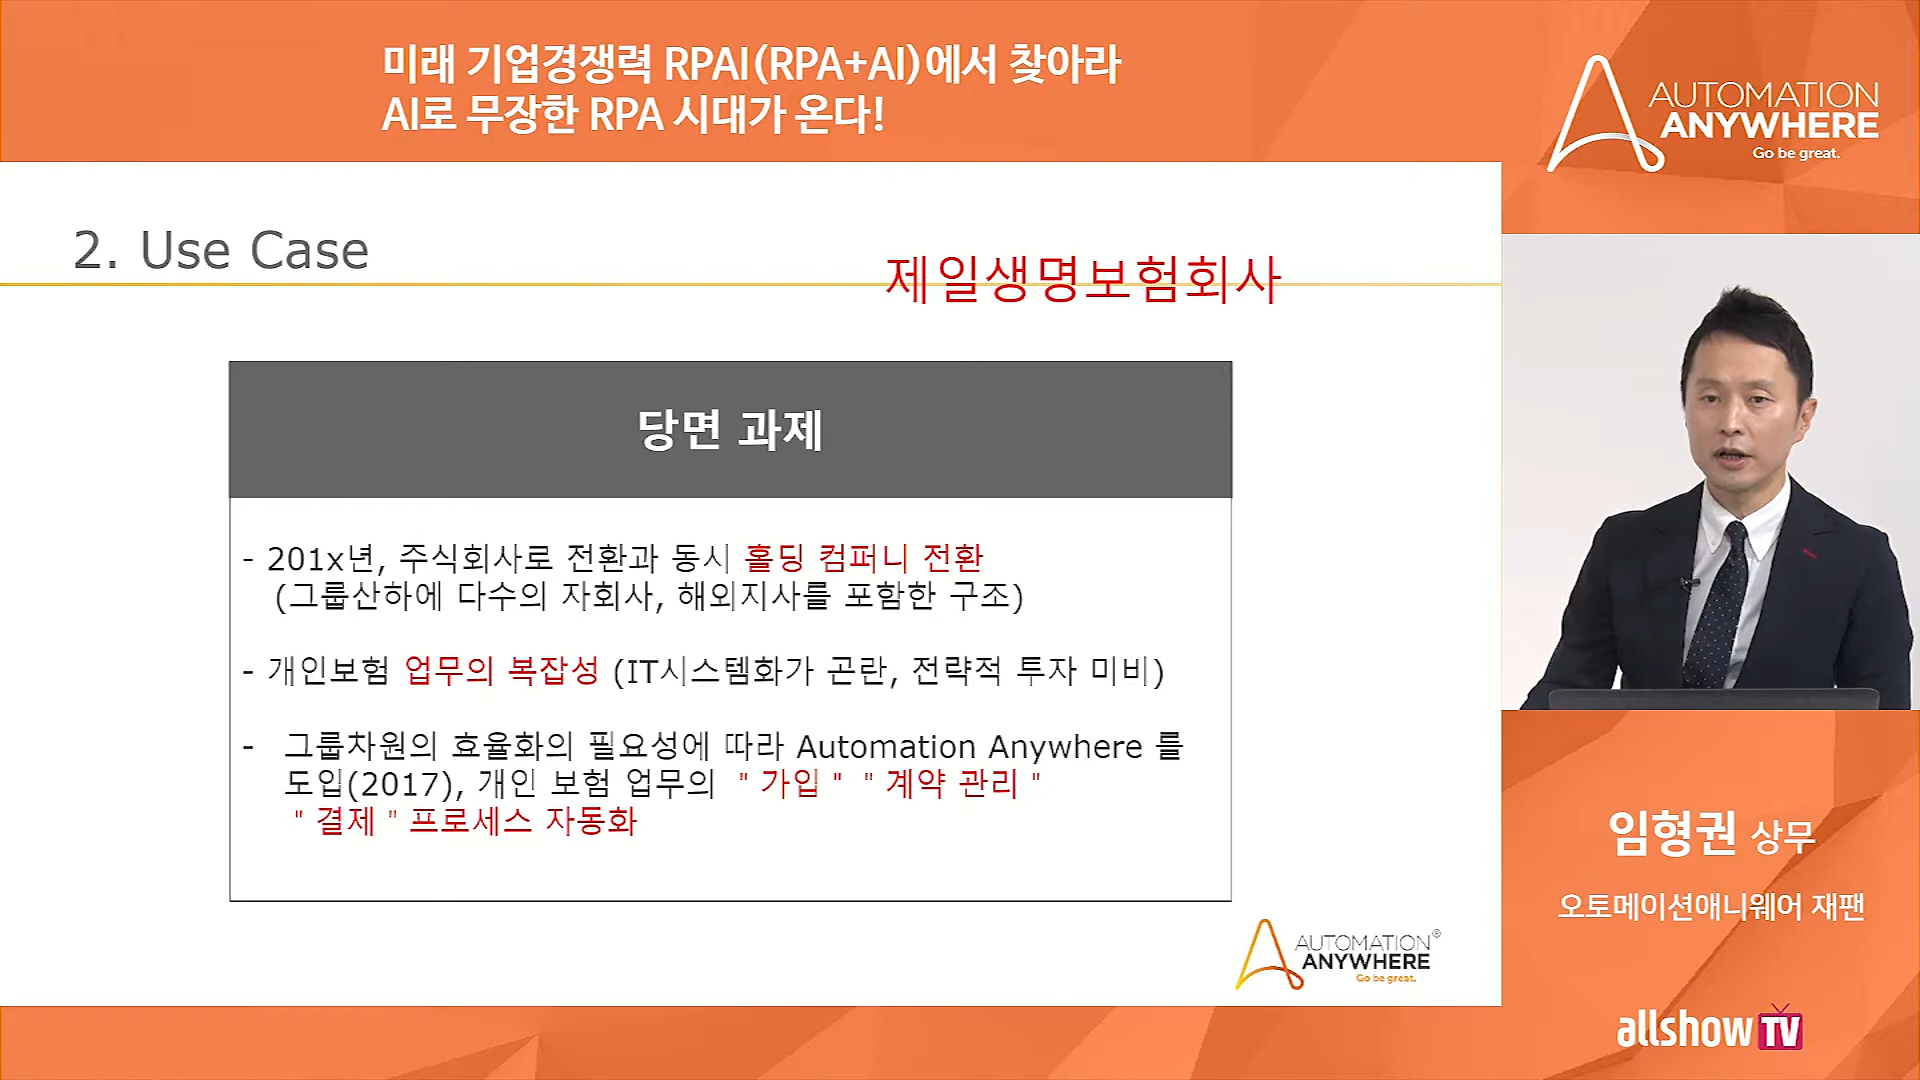 미래 기업경쟁력 RPAI(RPA+AI)에서 찾아라
AI로 무장한 RPA 시대가 온다!
AUTOMATION
ANYWHERE
Go be great.
2. Use Case
제일생명보험회사
당면 과제
- 201x년, 주식회사로 전환과 동시 홀딩 컴퍼니 전환
(그룹산하에 다수의 자회사, 해외지사를 포함한 구조)
- 개인보험 업무의 복잡성 (IT시스템화가 곤란, 전략적 투자 미비)
- 그룹차원의 효율화의 필요성에 따라 Automation Anywhere 를
도입(2017), 개인 보험 업무의 " 가입 " " 계약 관리 "
" 결제 " 프로세스 자동화
AUTOMATION®
ANYWHERE
Go be great.
임형권 상무
오토메이션애니웨어 재팬
allshow TV